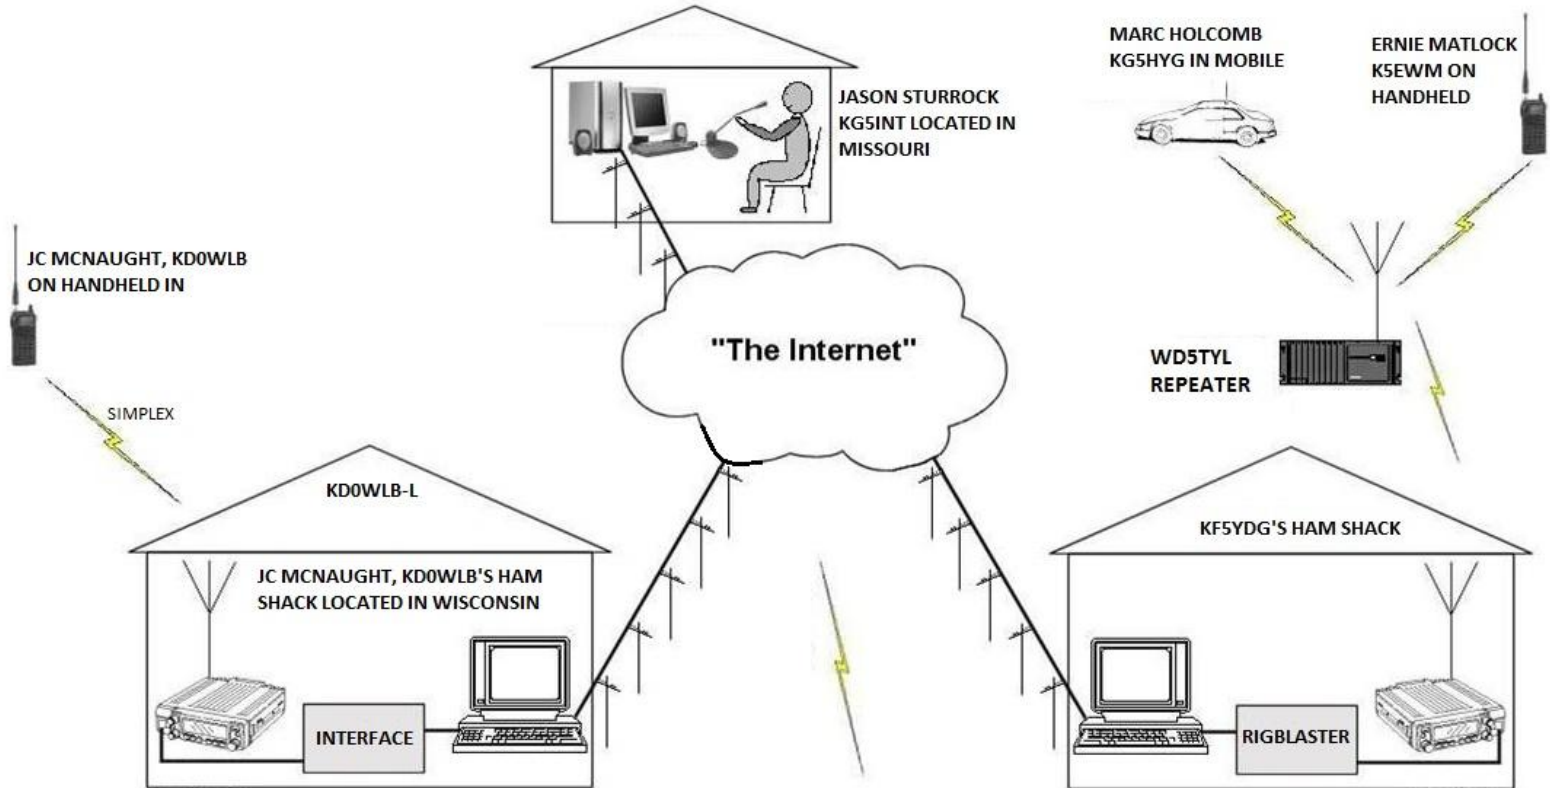 MARC HOLCOMB
KG5HYG IN MOBILE
ERNIE MATLOCK
K5EWM ON
HANDHELD
JASON STURROCK
KG5INT LOCATED IN
MISSOURI
JC MCNAUGHT, KD0WLB
ON HANDHELD IN
"The Internet"
WD5TYL
REPEATER
SIMPLEX
KD0WLB-L
JC MCNAUGHT, KD0WLB'S HAM
SHACK LOCATED IN WISCONSIN
INTERFACE
KF5YDG'S HAM SHACK
RIGBLASTER